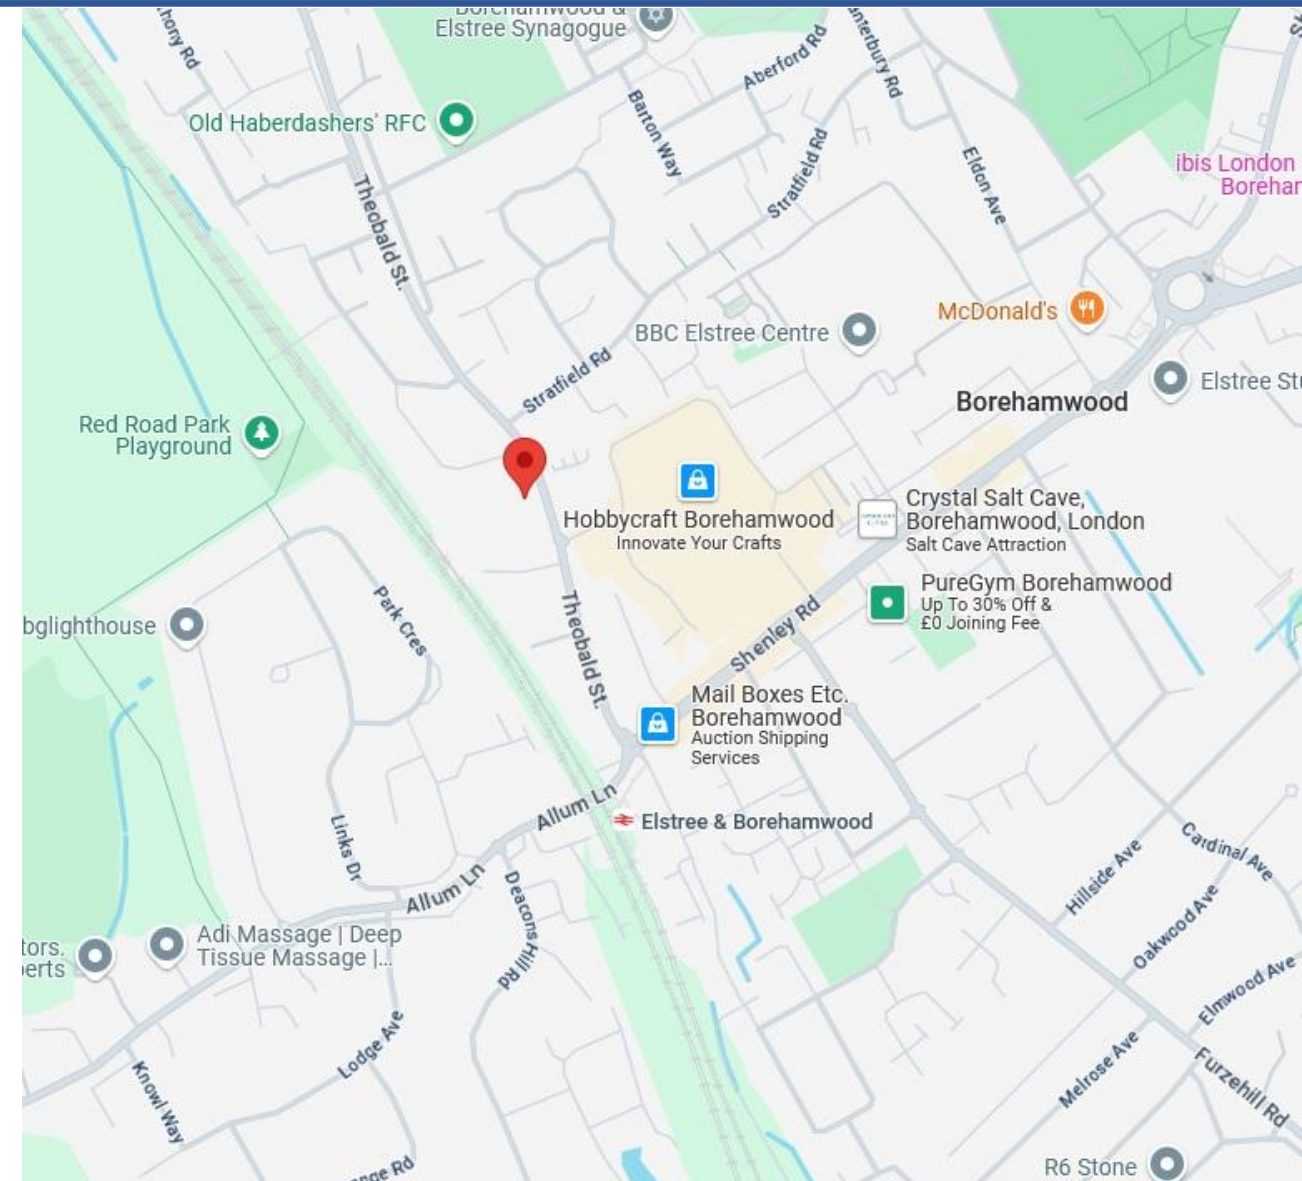 Borehamwood &
Elstree Synagogue
Aberford Rd
Barton Way
Old Haberdashers' RFC
Stratfield Rd
Eldon Ave
ibis London
Theobald St.
McDonald's
BBC Elstree Centre
Stratfield Rd
Borehamwood
Elstree
Red Road Park
Playground
Hobbycraft Borehamwood
Innovate Your Crafts
Crystal Salt Cave,
Borehamwood, London
Salt Cave Attraction
PureGym Borehamwood
Up To 30% Off &
£0 Joining Fee
bglighthouse
Park Cres
Theobald St.
Shenley Rd
Mail Boxes Etc.
Borehamwood
Auction Shipping
Services
Allum Ln
Elstree & Borehamwood
Links Dr
Allum Ln
Deacons Hill Rd
Hillside Ave
Cardinal Ave
Oakwood Ave
Adi Massage | Deep
Tissue Massage |...
Elmwood Ave
Lodge Ave
Knowl Way
Melrose Ave
Furzehill Rd
R6 Stone